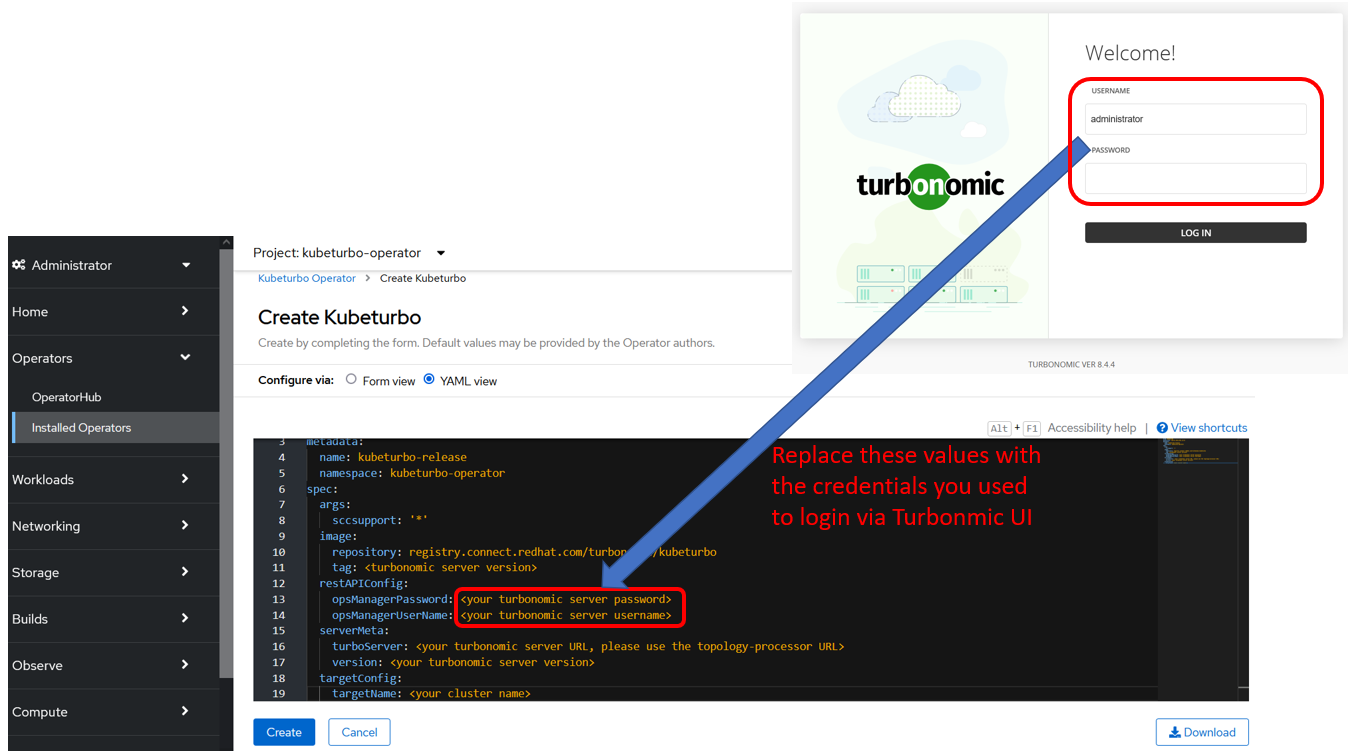 Welcome!
USERNAME
administrator
PASSWORD
turbonomic
LOG IN
TURBONOMIC VER 8.4.4
Administrator
Home
Operators
OperatorHub
Installed Operators
Workloads
Networking
Storage
Builds
Observe
Compute
Project: kubeturbo-operator
Kubeturbo Operator > Create Kubeturbo
Create Kubeturbo
Create by completing the form. Default values may be provided by the Operator authors.
Configure via: Form view YAML view
Alt + F1 Accessibility help | View shortcuts
3 metadata:
4 name: kubeturbo-release
5 namespace: kubeturbo-operator
6 spec:
7 args:
8 sccsupport: '*'
9 image:
10 repository: registry.connect.redhat.com/turbon /kubeturbo
11 tag: <turbonomic server version>
12 restAPIConfig:
13 opsManagerPassword: <your turbonomic server password>
14 opsManagerUserName: <your turbonomic server username>
15 serverMeta:
16 turboServer: <your turbonomic server URL, please use the topology-processor URL>
17 version: <your turbonomic server version>
18 targetConfig:
19 targetName: <your cluster name>
Replace these values with
the credentials you used
to login via Turbonmic UI
Create
Cancel
Download